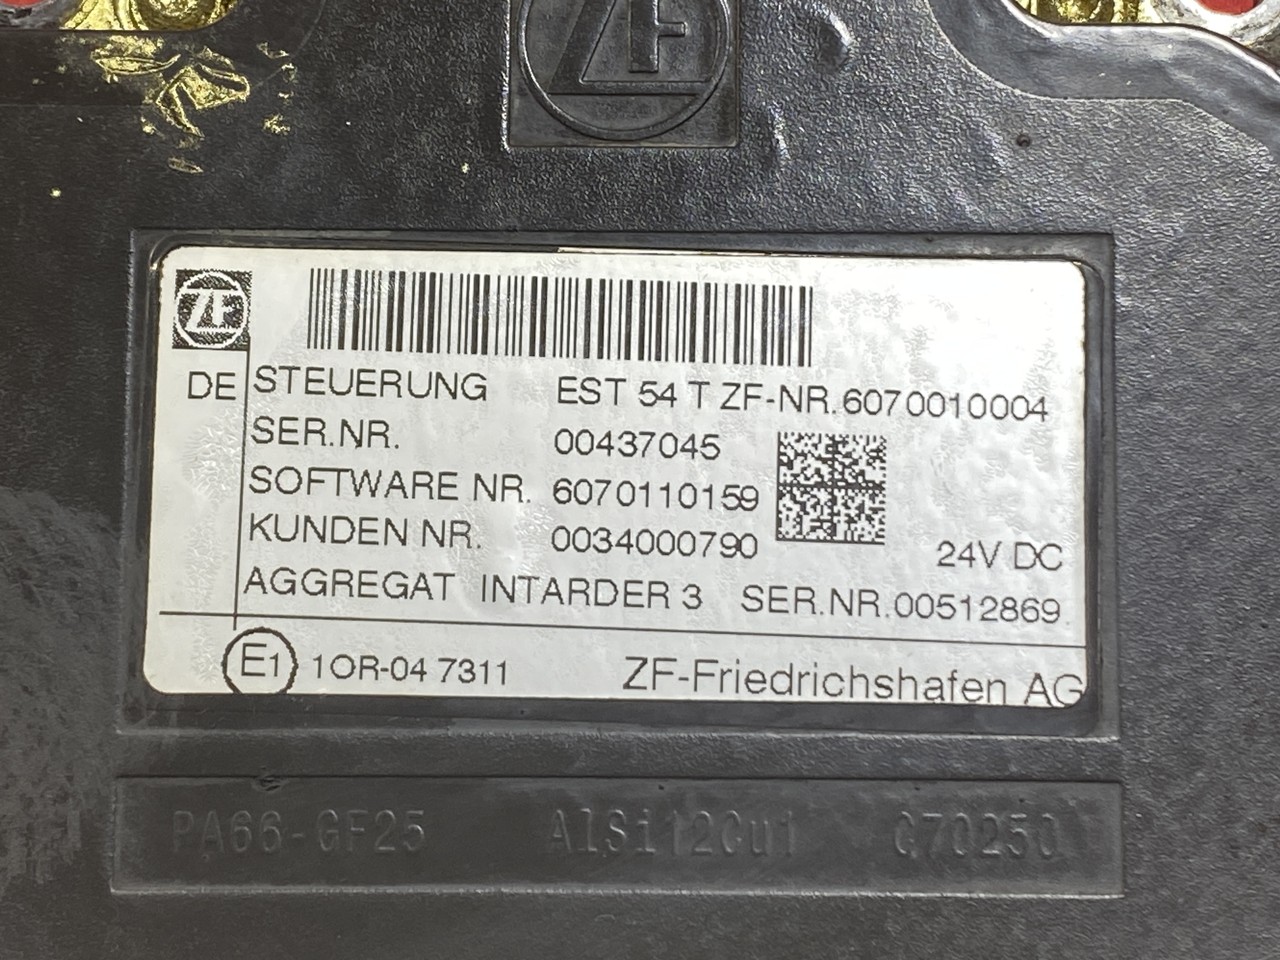 ZF
ZF
DE STEUERUNG EST 54 T ZF-NR.6070010004
SER.NR. 00437045
SOFTWARE NR. 6070110159
KUNDEN NR. 0034000790
24V DC
AGGREGAT INTARDER 3 SER.NR.00512869
E1 10R-04 7311 ZF-Friedrichshafen AG
PA66-GF25 AlSi12Cu1